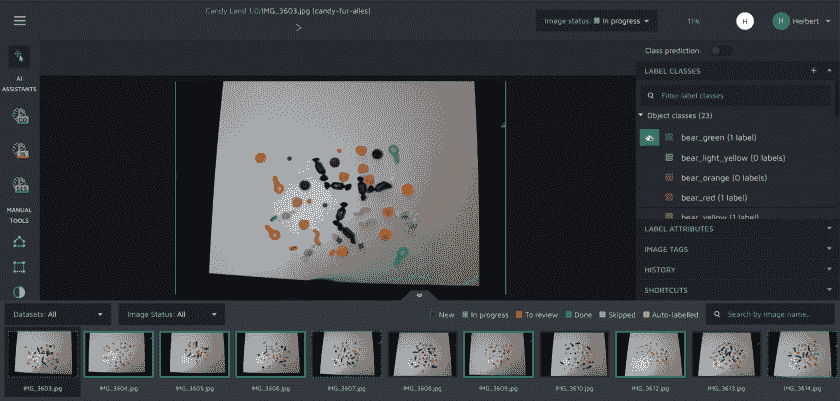 Candy Land 1.0/IMG_3603.jpg (candy-fur-alles)
Image status: In progress
11%
H
H Herbert
Class prediction:
AI ASSISTANTS
LABEL CLASSES
Filter label classes
Object classes (23)
bear_green (1 label)
bear_light_yellow (0 labels)
bear_orange (0 labels)
bear_red (1 label)
bear_yellow (1 label)
MANUAL TOOLS
LABEL ATTRIBUTES
IMAGE TAGS
HISTORY
SHORTCUTS
Datasets: All
Image Status: All
New
In progress
To review
Done
Skipped
Auto-labelled
Search by image name..
IMG_3603.jpg
IMG_3604.jpg
IMG_3605.jpg
IMG_3606.jpg
IMG_3607.jpg
IMG_3608.jpg
IMG_3609.jpg
IMG_3610.jpg
IMG_3612.jpg
IMG_3613.jpg
IMG_3614.jpg